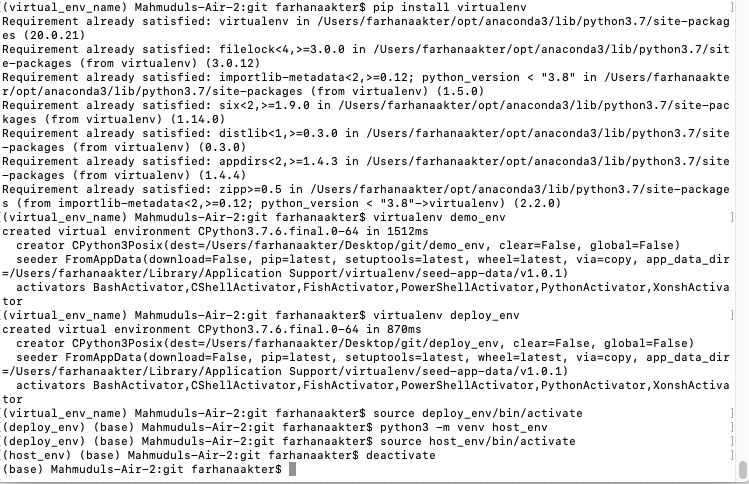 [(virtual_env_name) Mahmuduls-Air-2:git farhanaakter$ pip install virtualenv ]
Requirement already satisfied: virtualenv in /Users/farhanaakter/opt/anaconda3/lib/python3.7/site-packag
es (20.0.21)
Requirement already satisfied: filelock<4,>=3.0.0 in /Users/farhanaakter/opt/anaconda3/lib/python3.7/sit
e-packages (from virtualenv) (3.0.12)
Requirement already satisfied: importlib-metadata<2,>=0.12; python_version < "3.8" in /Users/farhanaakte
r/opt/anaconda3/lib/python3.7/site-packages (from virtualenv) (1.5.0)
Requirement already satisfied: six<2,>=1.9.0 in /Users/farhanaakter/opt/anaconda3/lib/python3.7/site-pac
kages (from virtualenv) (1.14.0)
Requirement already satisfied: distlib<1,>=0.3.0 in /Users/farhanaakter/opt/anaconda3/lib/python3.7/site
-packages (from virtualenv) (0.3.0)
Requirement already satisfied: appdirs<2,>=1.4.3 in /Users/farhanaakter/opt/anaconda3/lib/python3.7/site
-packages (from virtualenv) (1.4.4)
Requirement already satisfied: zipp>=0.5 in /Users/farhanaakter/opt/anaconda3/lib/python3.7/site-package
s (from importlib-metadata<2,>=0.12; python_version < "3.8"->virtualenv) (2.2.0)
[(virtual_env_name) Mahmuduls-Air-2:git farhanaakter$ virtualenv demo_env ]
created virtual environment CPython3.7.6.final.0-64 in 1512ms
  creator CPython3Posix(dest=/Users/farhanaakter/Desktop/git/demo_env, clear=False, global=False)
  seeder FromAppData(download=False, pip=latest, setuptools=latest, wheel=latest, via=copy, app_data_dir
=/Users/farhanaakter/Library/Application Support/virtualenv/seed-app-data/v1.0.1)
  activators BashActivator,CShellActivator,FishActivator,PowerShellActivator,PythonActivator,XonshActiva
tor
[(virtual_env_name) Mahmuduls-Air-2:git farhanaakter$ virtualenv deploy_env ]
created virtual environment CPython3.7.6.final.0-64 in 870ms
  creator CPython3Posix(dest=/Users/farhanaakter/Desktop/git/deploy_env, clear=False, global=False)
  seeder FromAppData(download=False, pip=latest, setuptools=latest, wheel=latest, via=copy, app_data_dir
=/Users/farhanaakter/Library/Application Support/virtualenv/seed-app-data/v1.0.1)
  activators BashActivator,CShellActivator,FishActivator,PowerShellActivator,PythonActivator,XonshActiva
tor
[(virtual_env_name) Mahmuduls-Air-2:git farhanaakter$ source deploy_env/bin/activate ]
[(deploy_env) (base) Mahmuduls-Air-2:git farhanaakter$ python3 -m venv host_env ]
[(deploy_env) (base) Mahmuduls-Air-2:git farhanaakter$ source host_env/bin/activate ]
[(host_env) (base) Mahmuduls-Air-2:git farhanaakter$ deactivate ]
(base) Mahmuduls-Air-2:git farhanaakter$